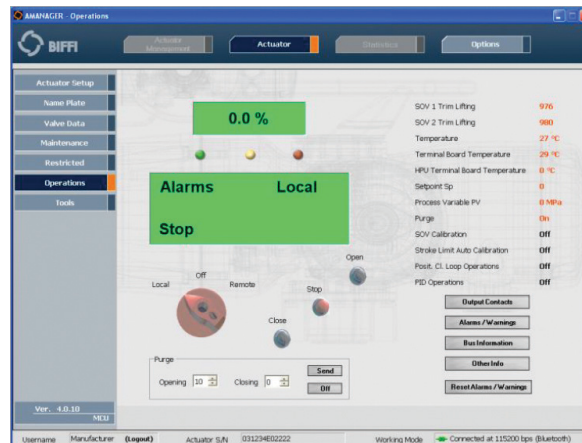 AMANAGER - Operations
BIFFI
Actuator Management
Actuator
Statistics
Options
Actuator Setup
Name Plate
Valve Data
Maintenance
Restricted
Operations
Tools
0.0 %
Alarms Local
Stop
Local Off Remote
Open
Stop
Close
Purge
Opening 10 Closing 0 Send
Off
SOV 1 Trim Lifting 976
SOV 2 Trim Lifting 980
Temperature 27 °C
Terminal Board Temperature 29 °C
HPU Terminal Board Temperature 0 °C
Setpoint Sp 0
Process Variable PV 0 MPa
Purge On
SOV Calibration Off
Stroke Limit Auto Calibration Off
Posit. Cl. Loop Operations Off
PID Operations Off
Output Contacts
Alarms / Warnings
Bus Information
Other Info
Reset Alarms / Warnings
Ver. 4.0.10
MCU
Username Manufacturer (Logout) Actuator S/N 031234E02222 Working Mode Connected at 115200 bps (Bluetooth)